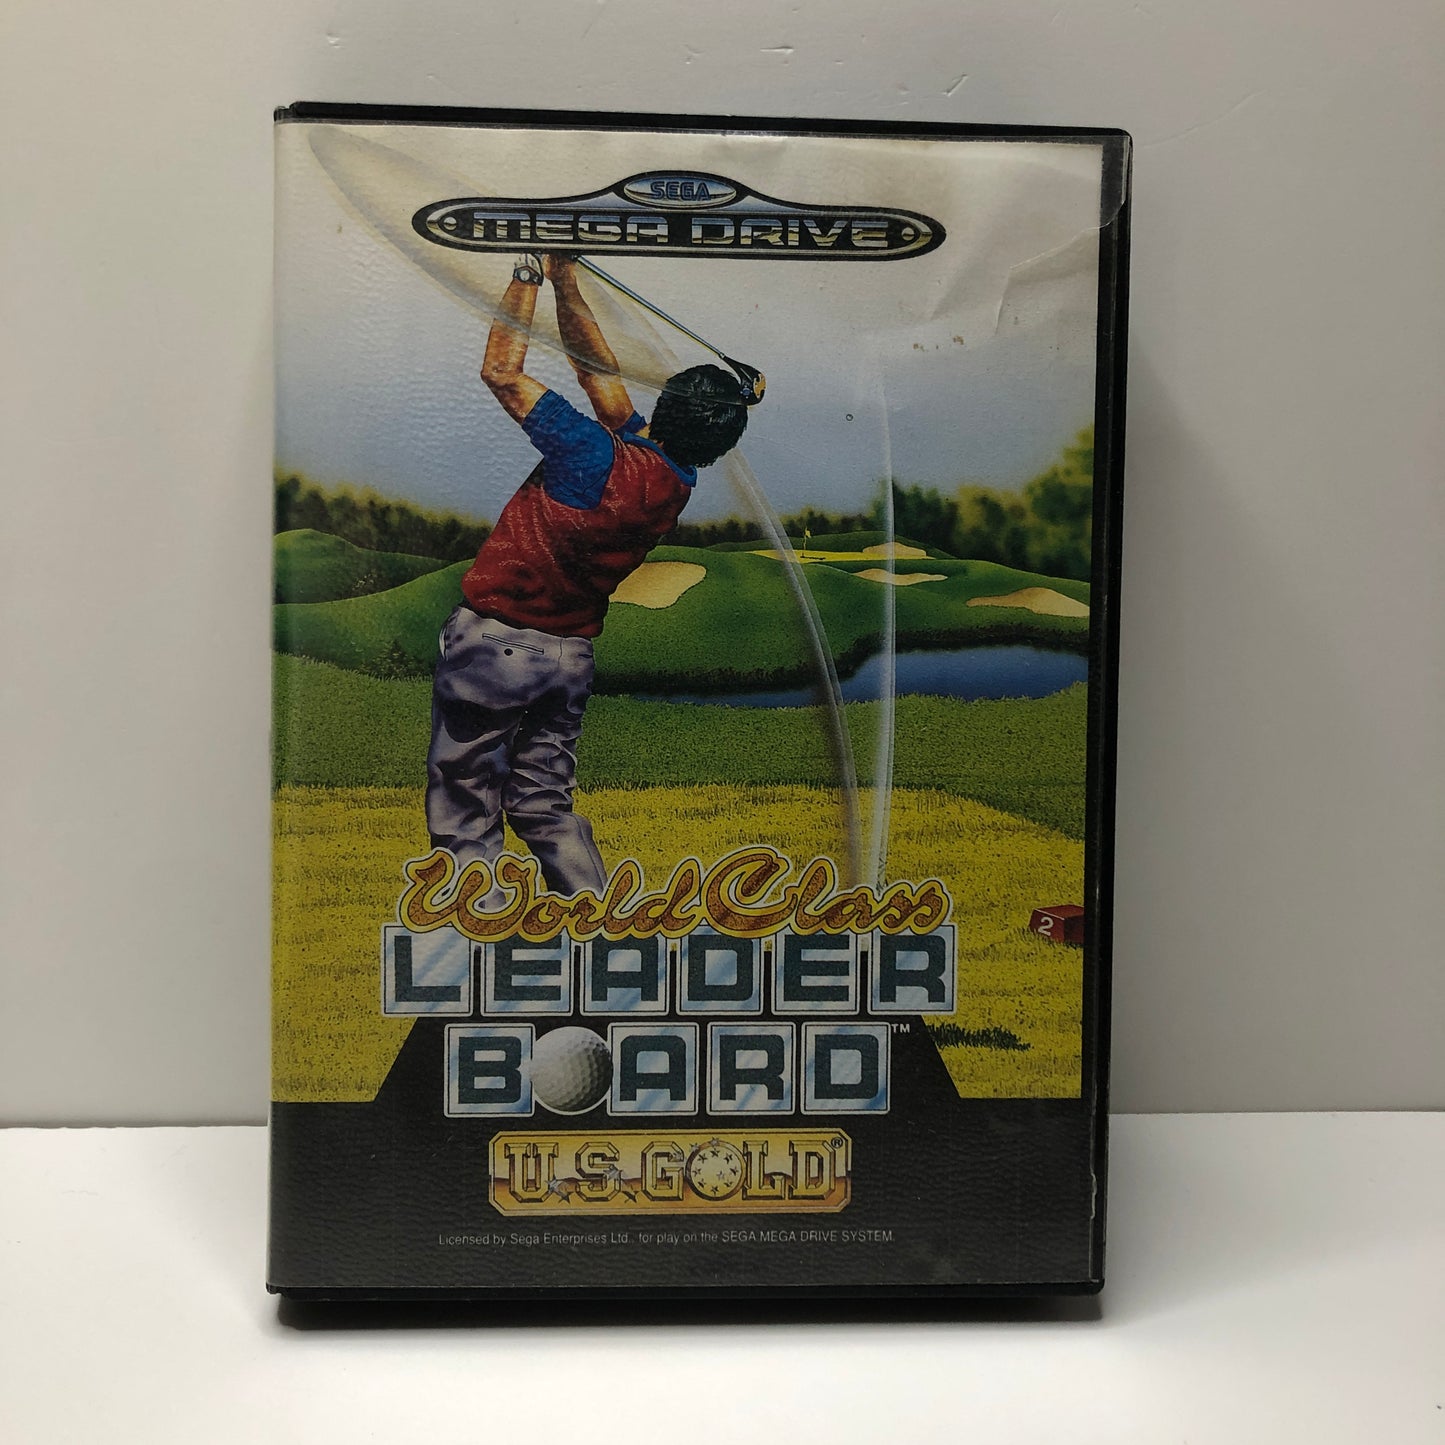 SEGA
MEGA DRIVE
2
World Class
LEADER
BOARD™
U.S. GOLD®
Licensed by Sega Enterprises Ltd., for play on the SEGA MEGA DRIVE SYSTEM.